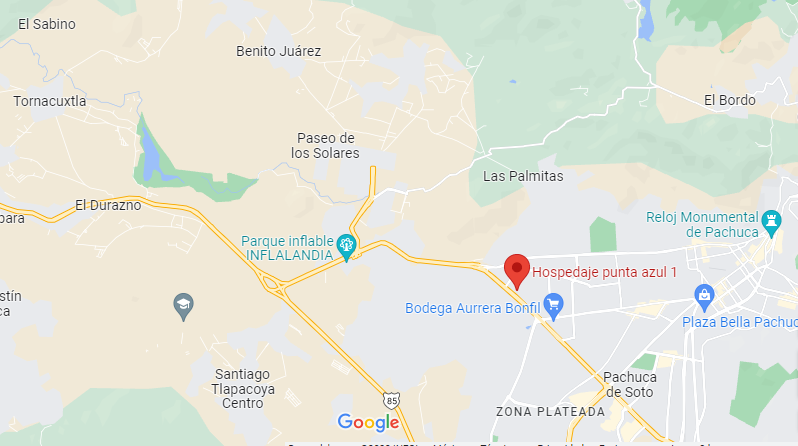 El Sabino
Benito Juárez
Tornacuxtla
El Bordo
Paseo de
los Solares
Las Palmitas
El Durazno
para
Reloj Monumental
de Pachuca
Parque inflable
INFLALANDIA
Hospedaje punta azul 1
stín
ca
Bodega Aurrera Bonfil
Plaza Bella Pachuc
Santiago
Tlapacoya
Centro
Pachuca
de Soto
85
ZONA PLATEADA
Google